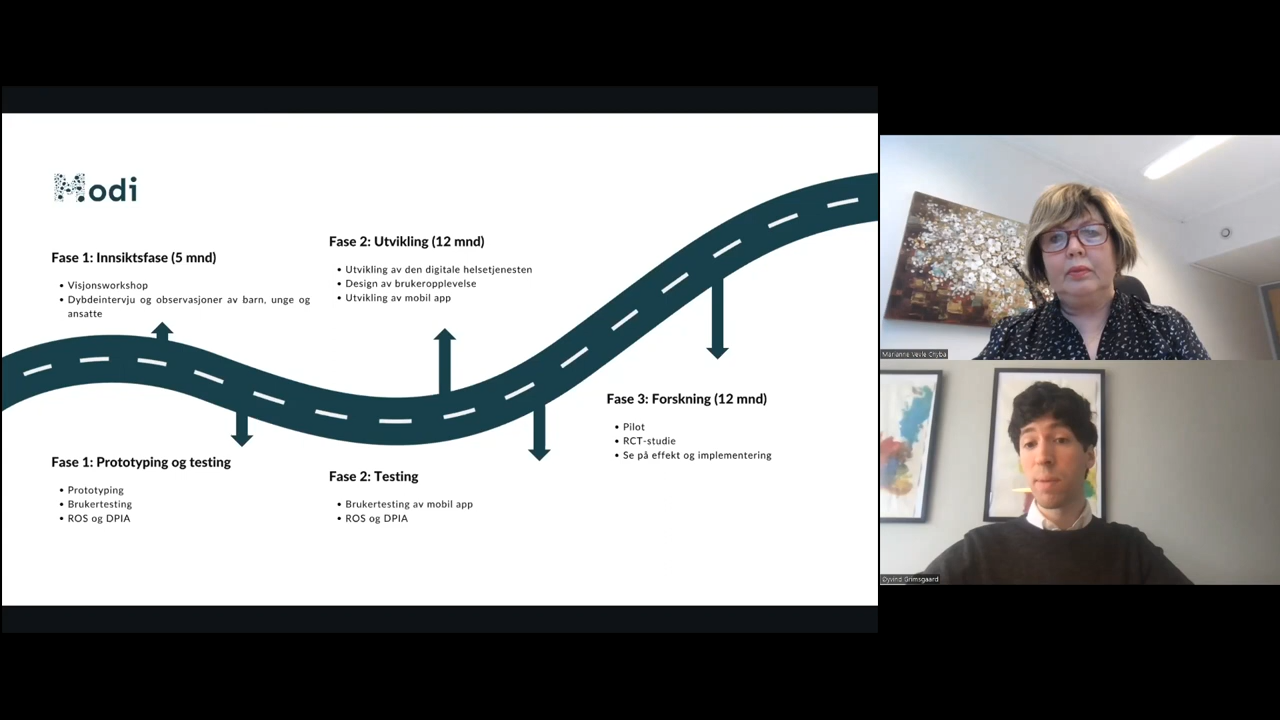 Modi
Fase 1: Innsiktsfase (5 mnd)
• Visjonsworkshop
• Dybdeintervju og observasjoner av barn, unge og
ansatte
Fase 2: Utvikling (12 mnd)
• Utvikling av den digitale helsetjenesten
• Design av brukeropplevelse
• Utvikling av mobil app
Fase 1: Prototyping og testing
• Prototyping
• Brukertesting
• ROS og DPIA
Fase 2: Testing
• Brukertesting av mobil app
• ROS og DPIA
Fase 3: Forskning (12 mnd)
• Pilot
• RCT-studie
• Se på effekt og implementering
Marianne Vevle Chyba
Øyvind Grimsgaard